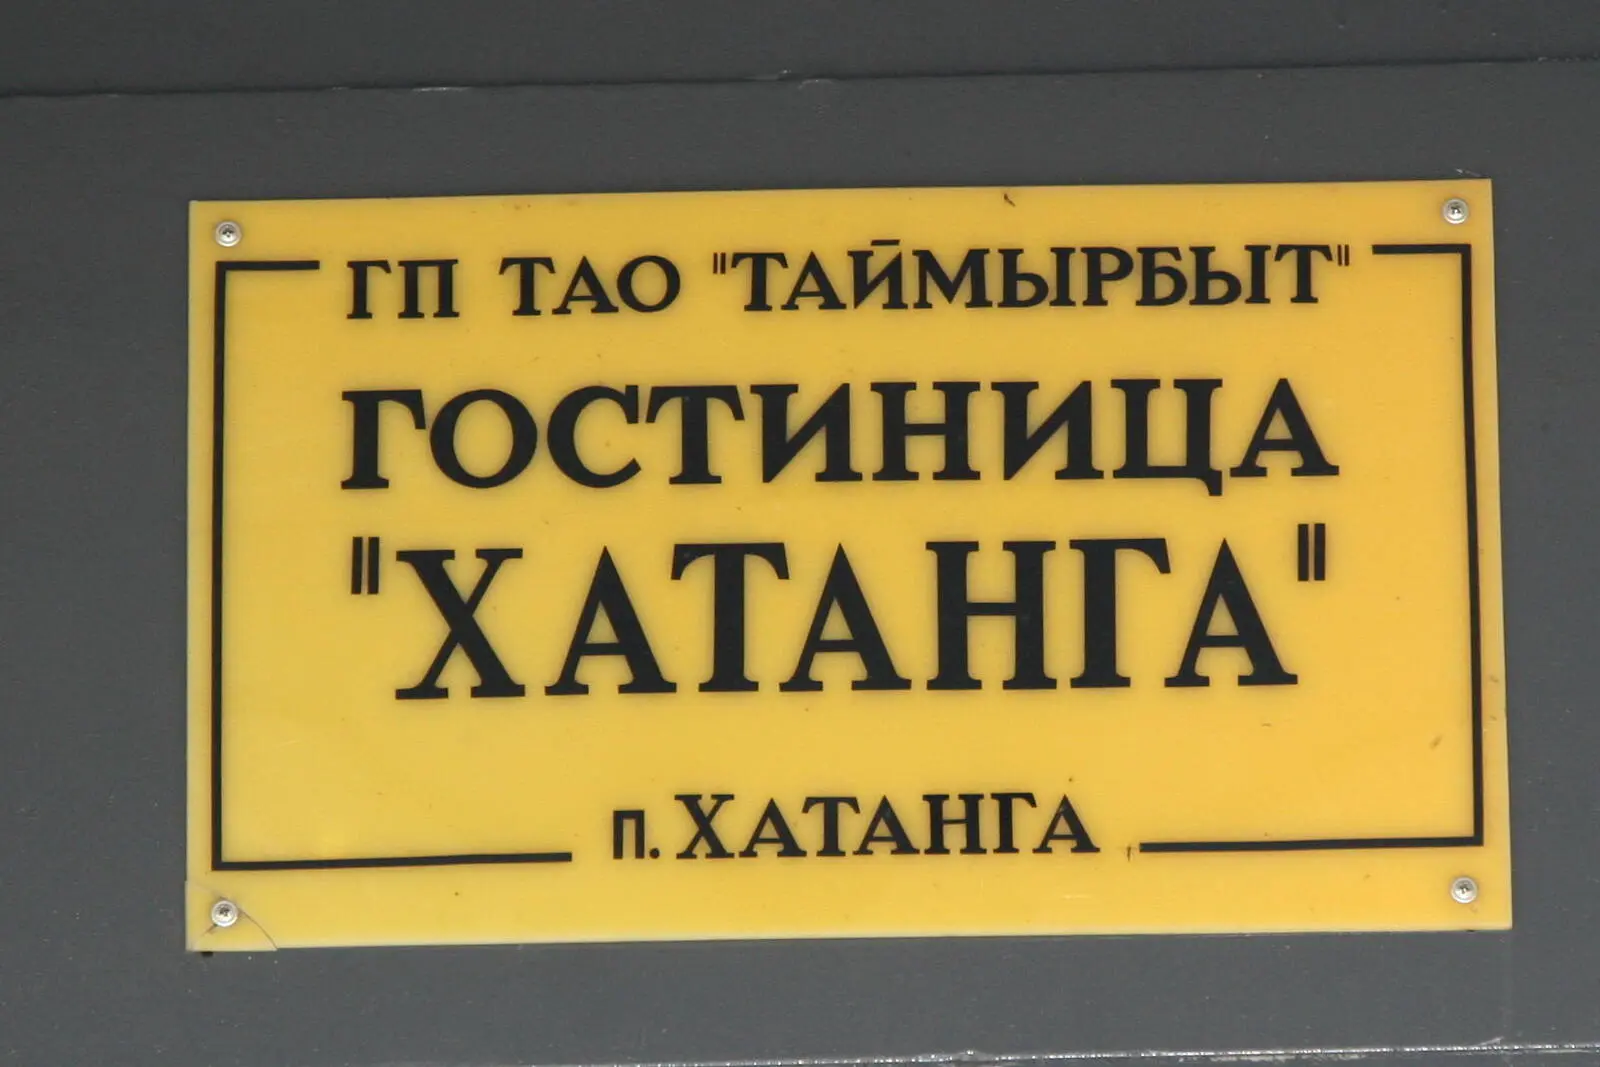 ГП ТАО "ТАЙМЫРБЫТ"
ГОСТИНИЦА
"ХАТАНГА"
п. ХАТАНГА